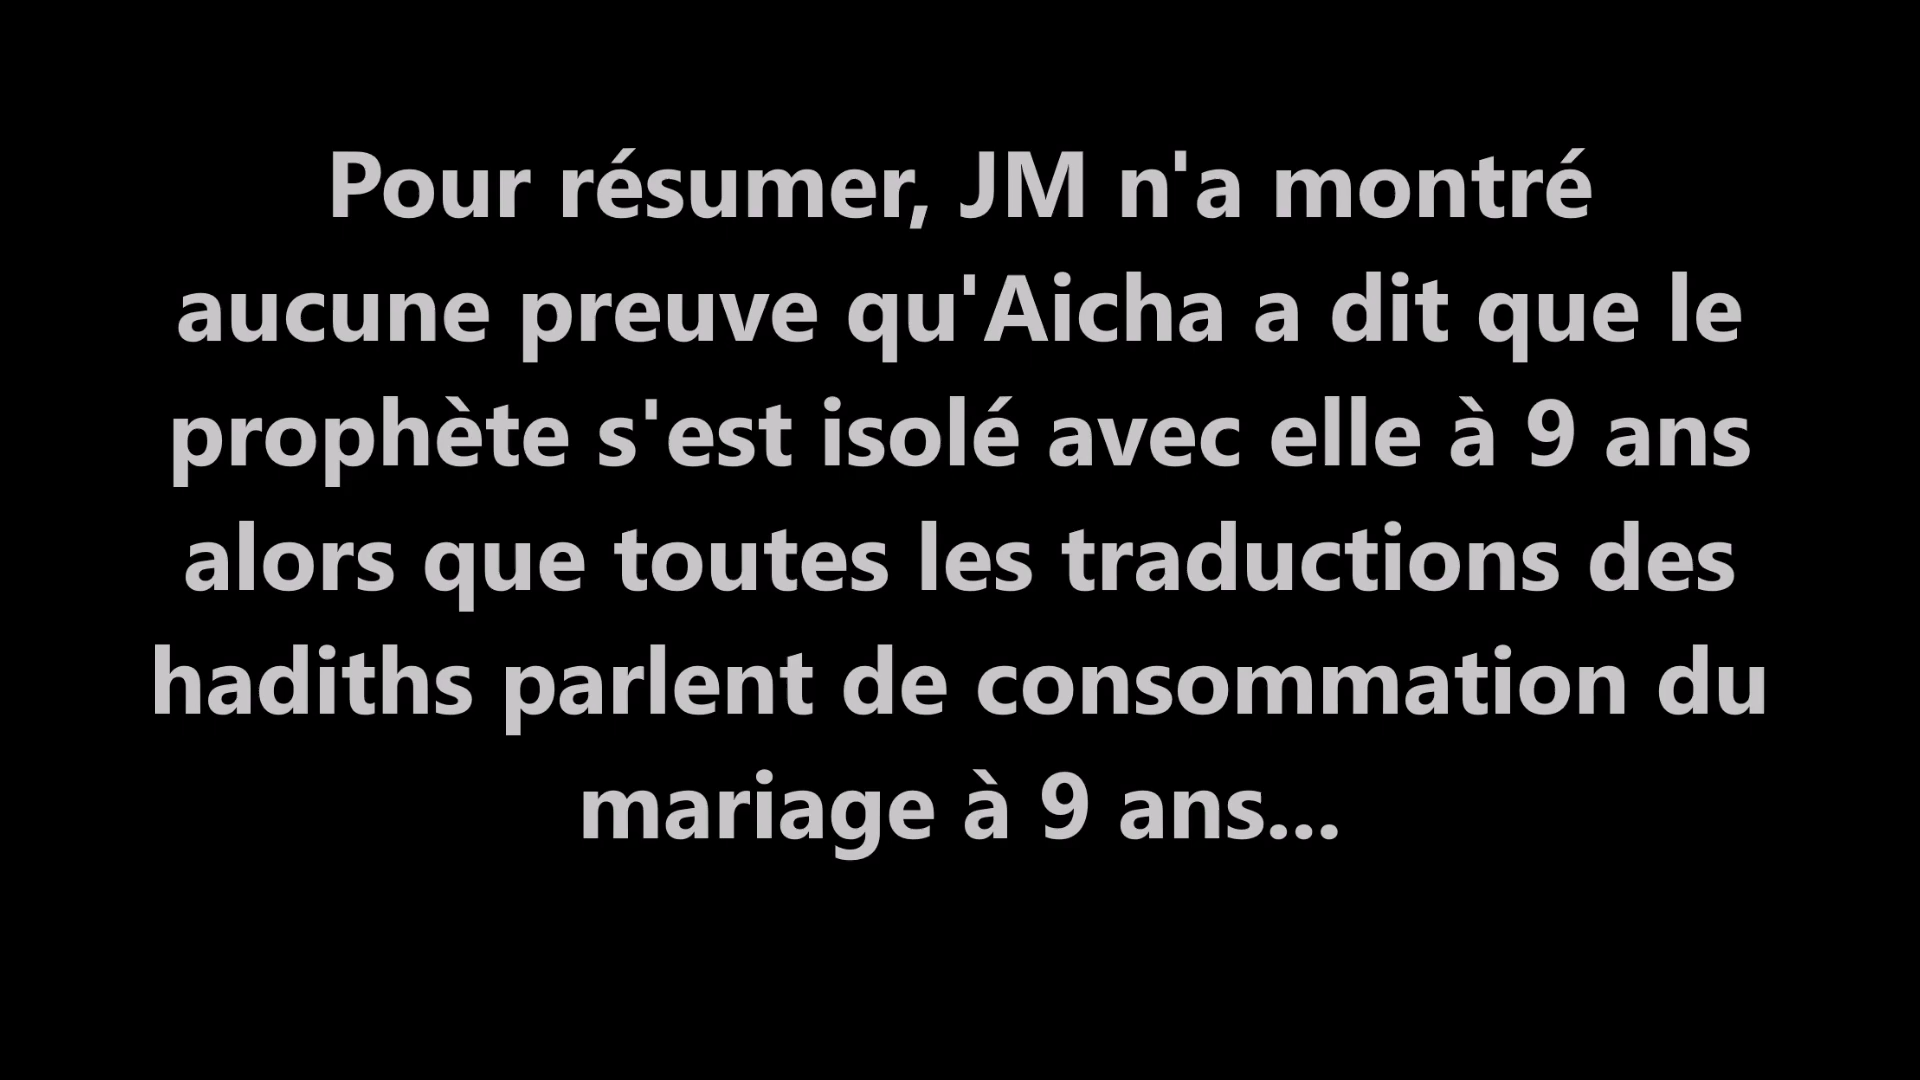 Pour résumer, JM n'a montré
aucune preuve qu'Aicha a dit que le
prophète s'est isolé avec elle à 9 ans
alors que toutes les traductions des
hadiths parlent de consommation du
mariage à 9 ans...